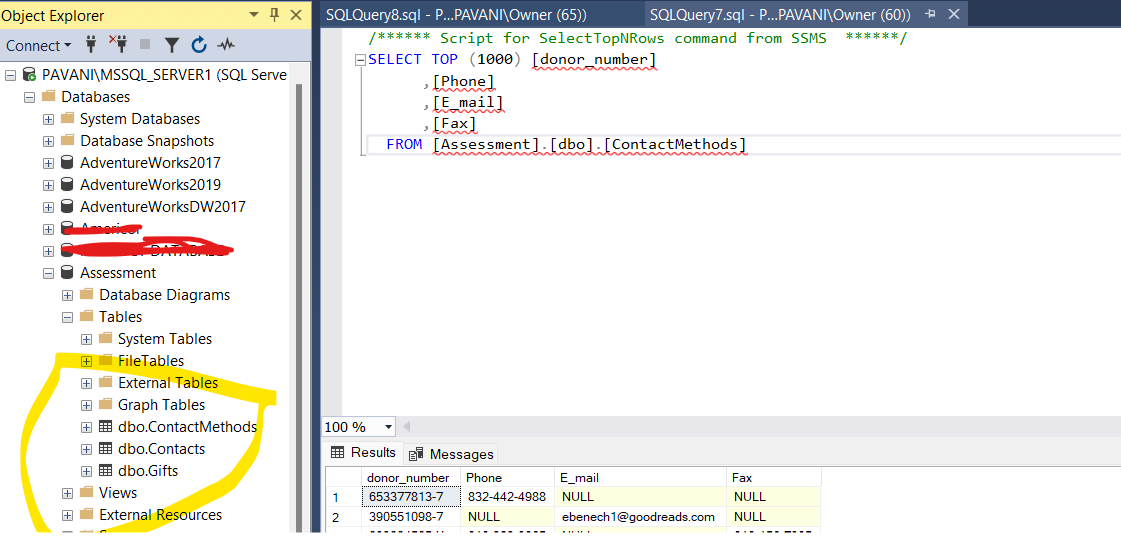 Object Explorer
Connect
PAVANI\MSSQL_SERVER1 (SQL Serve
Databases
System Databases
Database Snapshots
AdventureWorks2017
AdventureWorks2019
AdventureWorksDW2017
Assessment
Database Diagrams
Tables
System Tables
FileTables
External Tables
Graph Tables
dbo.ContactMethods
dbo.Contacts
dbo.Gifts
Views
External Resources
SQLQuery8.sql - P...PAVANI\Owner (65))
SQLQuery7.sql - P...PAVANI\Owner (60))
/****** Script for SelectTopNRows command from SSMS ******/
SELECT TOP (1000) [donor_number]
,[Phone]
,[E_mail]
,[Fax]
FROM [Assessment].[dbo].[ContactMethods]
100 %
Results Messages
donor_number Phone E_mail Fax
1 653377813-7 832-442-4988 NULL NULL
2 390551098-7 NULL ebenech1@goodreads.com NULL